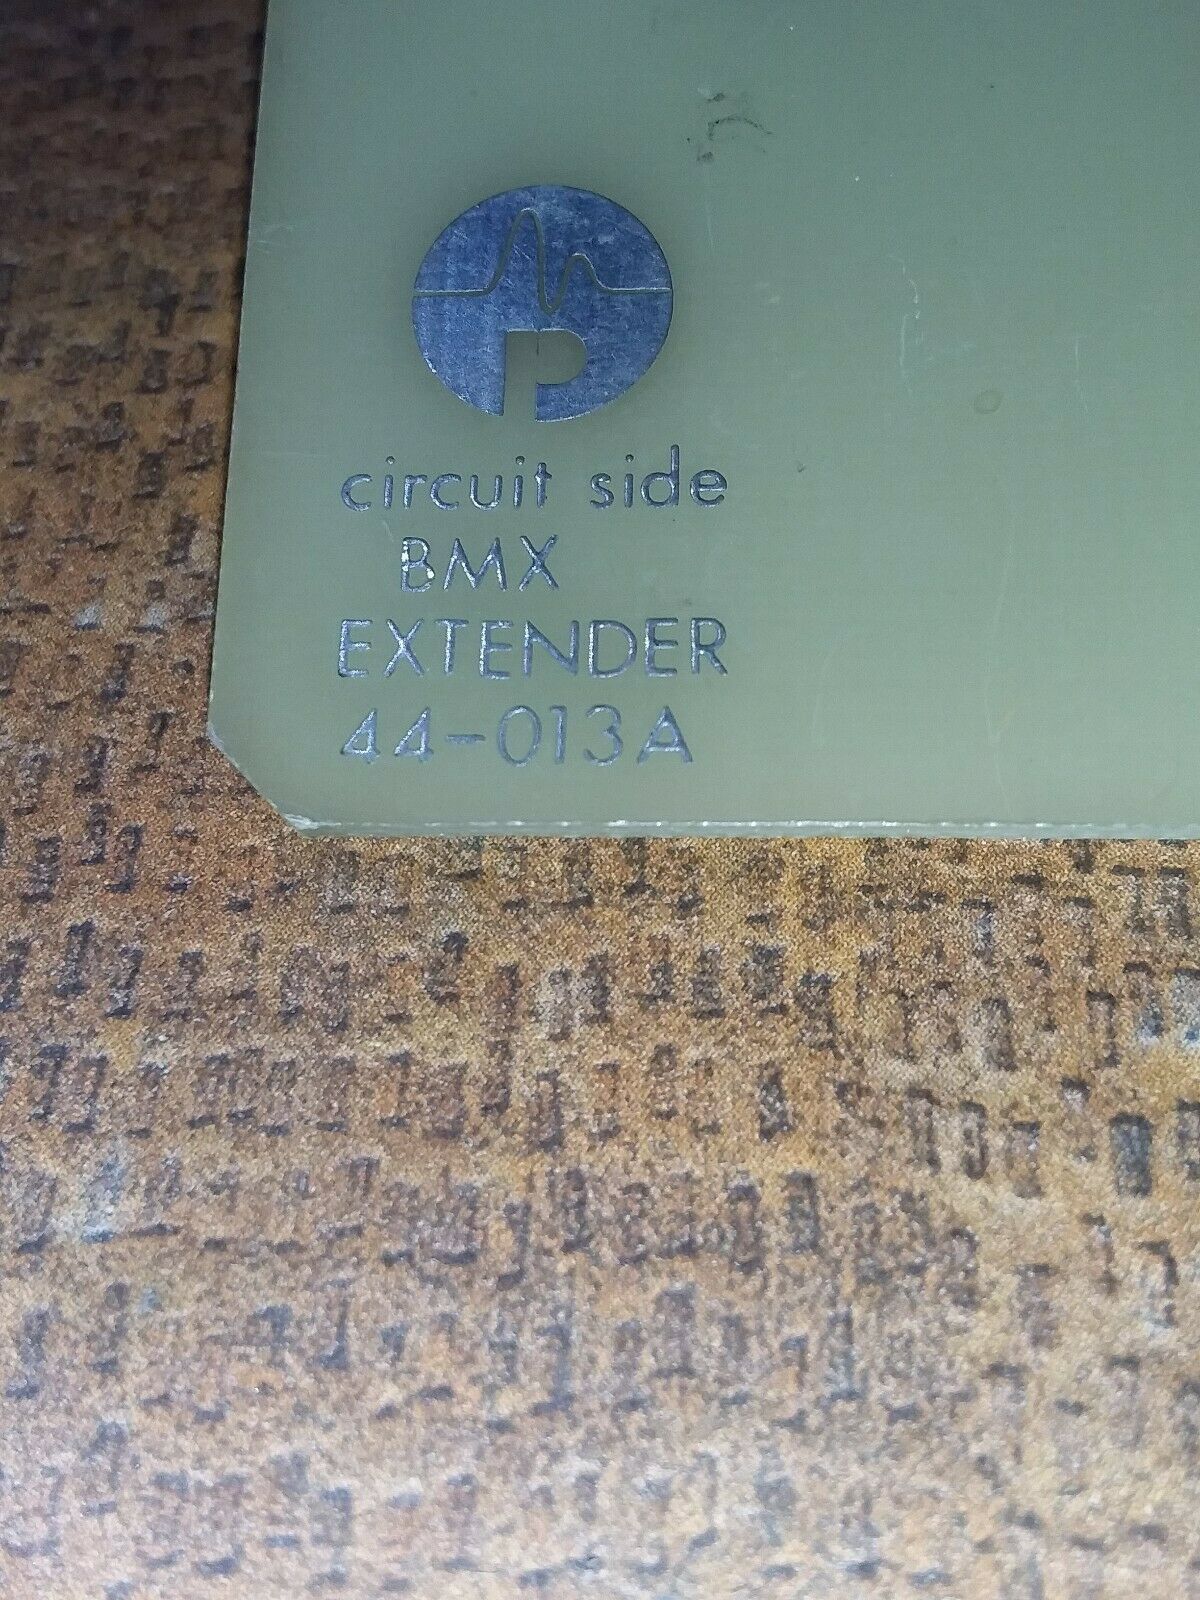 circuit side
BMX
EXTENDER
44-013A